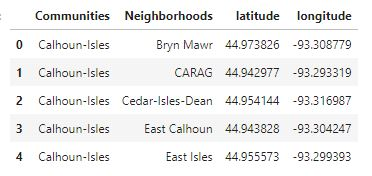 Communities Neighborhoods latitude longitude
0 Calhoun-Isles Bryn Mawr 44.973826 -93.308779
1 Calhoun-Isles CARAG 44.942977 -93.293319
2 Calhoun-Isles Cedar-Isles-Dean 44.954144 -93.316987
3 Calhoun-Isles East Calhoun 44.943828 -93.304247
4 Calhoun-Isles East Isles 44.955573 -93.299393